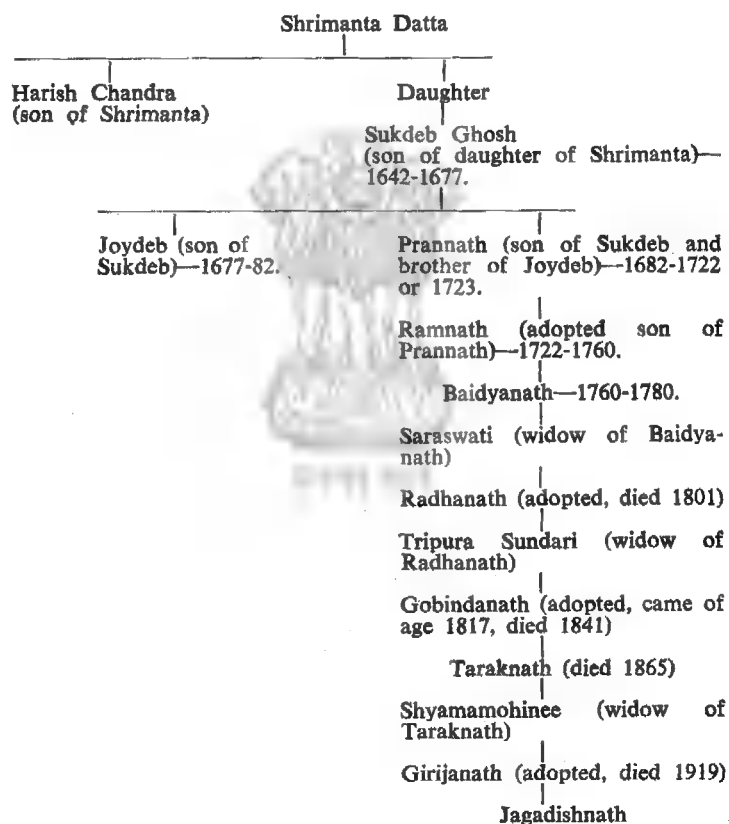 Shrimanta Datta
Harish Chandra
(son of Shrimanta)
Daughter
Sukdeb Ghosh
(son of daughter of Shrimanta)—
1642-1677.
Joydeb (son of
Sukdeb)—1677-82.
Prannath (son of Sukdeb and
brother of Joydeb)—1682-1722
or 1723.
Ramnath (adopted son of
Prannath)—1722-1760.
Baidyanath—1760-1780.
Saraswati (widow of Baidya-
nath)
Radhanath (adopted, died 1801)
Tripura Sundari (widow of
Radhanath)
Gobindanath (adopted, came of
age 1817, died 1841)
Taraknath (died 1865)
Shyamamohinee (widow of
Taraknath)
Girijanath (adopted, died 1919)
Jagadishnath